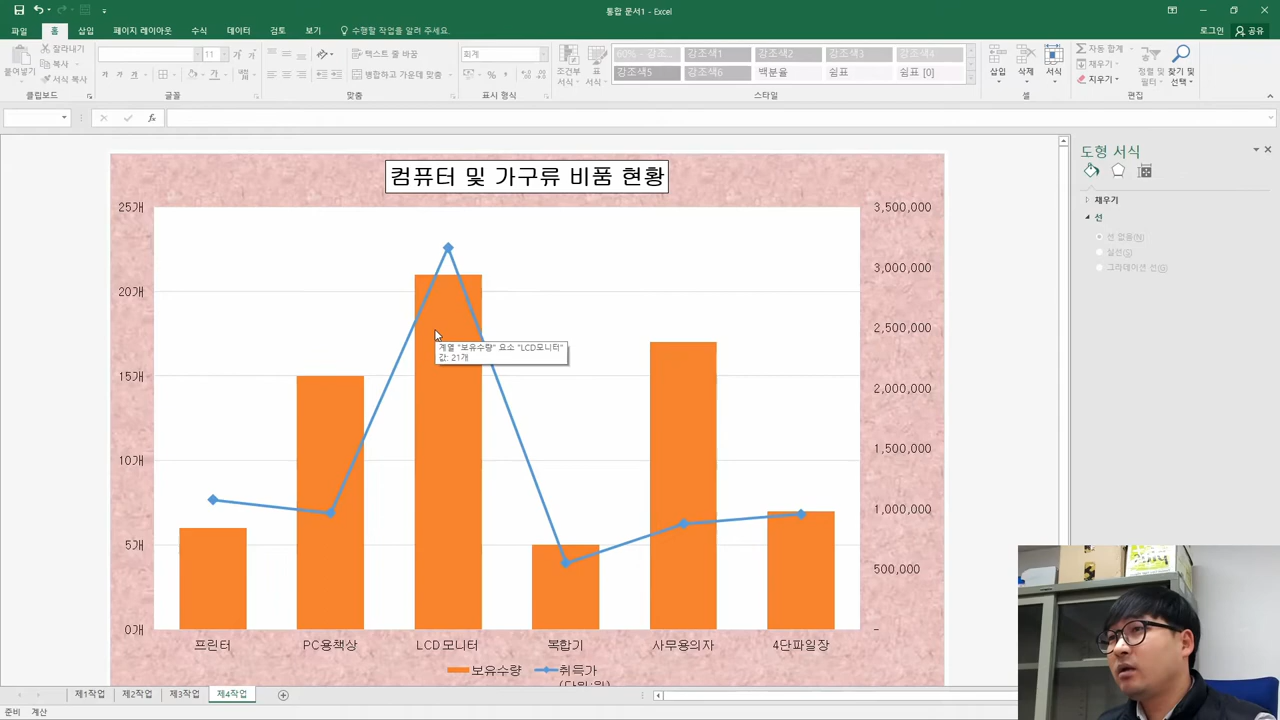 통합 문서1 - Excel
파일 홈 삽입 페이지 레이아웃 수식 데이터 검토 보기 수행할 작업을 알려 주세요. 로그인 공유
잘라내기 11 텍스트 줄 바꿈 회계 60% - 강조... 강조색1 강조색2 강조색3 강조색4 자동 합계
붙여넣기 복사 조건부 서식 표 서식 삽입 삭제 서식 채우기 정렬 및 필터 찾기 및 선택
서식 복사 가 가 가 병합하고 가운데 맞춤 % 강조색5 강조색6 백분율 쉼표 쉼표 [0] 지우기
클립보드 글꼴 맞춤 표시 형식 스타일 셀 편집
fx
컴퓨터 및 가구류 비품 현황
25개
20개
15개
10개
5개
0개
3,500,000
3,000,000
2,500,000
2,000,000
1,500,000
1,000,000
500,000
-
계열 "보유수량" 요소 "LCD모니터"
값: 21개
프린터 PC용책상 LCD모니터 복합기 사무용의자 4단파일장
보유수량 취득가
(단위:원)
도형 서식
채우기
선
선 없음(N)
실선(S)
그라데이션 선(G)
제1작업 제2작업 제3작업 제4작업
준비 계산